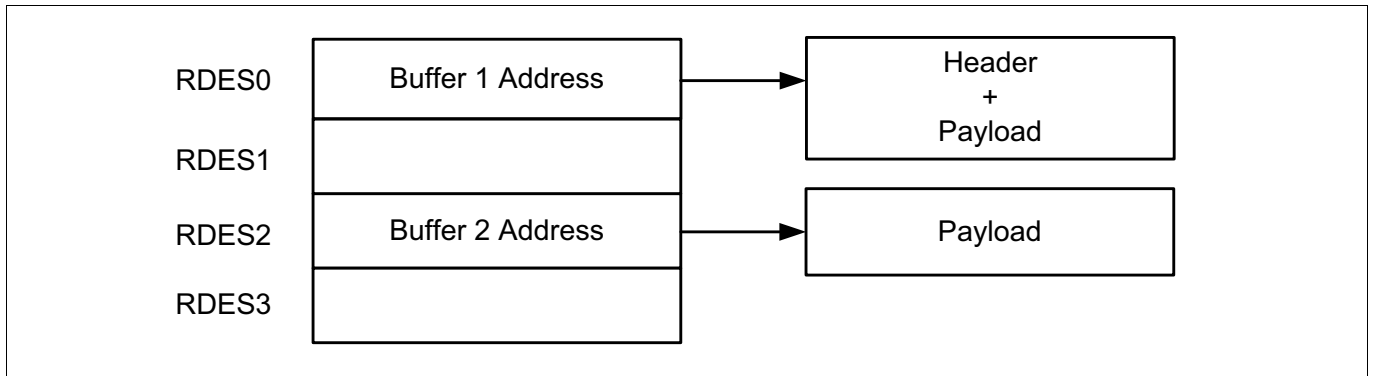 RDES0
Buffer 1 Address
Header
+
Payload
RDES1
RDES2
Buffer 2 Address
Payload
RDES3